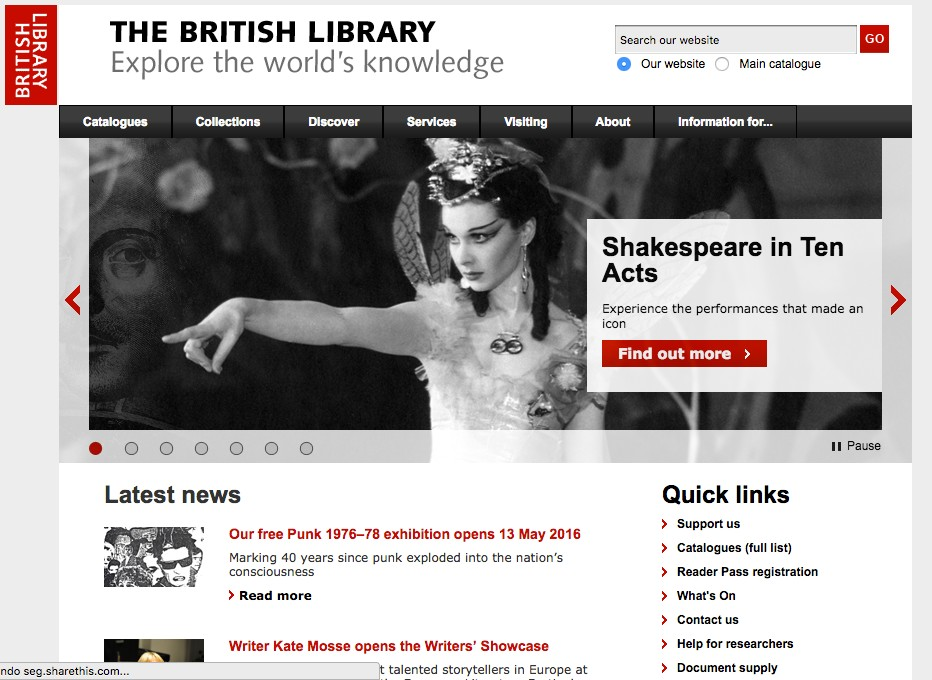 BRITISH
LIBRARY
THE BRITISH LIBRARY
Explore the world's knowledge
Search our website
GO
Our website
Main catalogue
Catalogues
Collections
Discover
Services
Visiting
About
Information for...
Shakespeare in Ten
Acts
Experience the performances that made an
icon
Find out more
Pause
Latest news
Our free Punk 1976–78 exhibition opens 13 May 2016
Marking 40 years since punk exploded into the nation's
consciousness
Read more
Writer Kate Mosse opens the Writers' Showcase
t talented storytellers in Europe at
ndo seg.sharethis.com...
Quick links
Support us
Catalogues (full list)
Reader Pass registration
What's On
Contact us
Help for researchers
Document supply